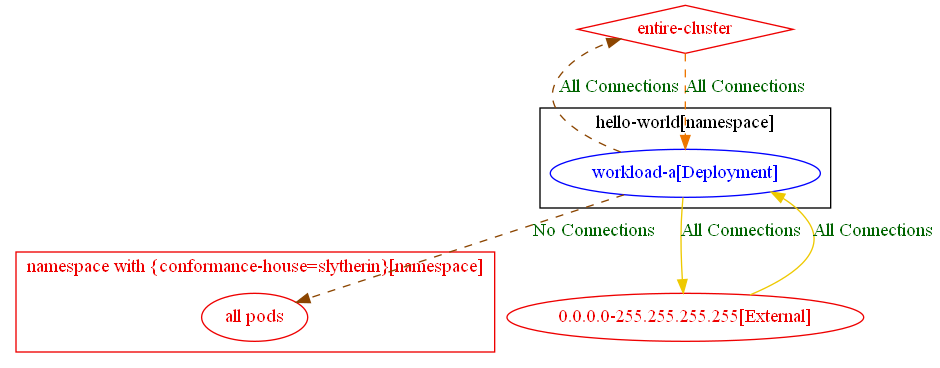 entire-cluster
All Connections
All Connections
hello-world[namespace]
workload-a[Deployment]
No Connections
All Connections
All Connections
namespace with {conformance-house=slytherin}[namespace]
all pods
0.0.0.0-255.255.255.255[External]